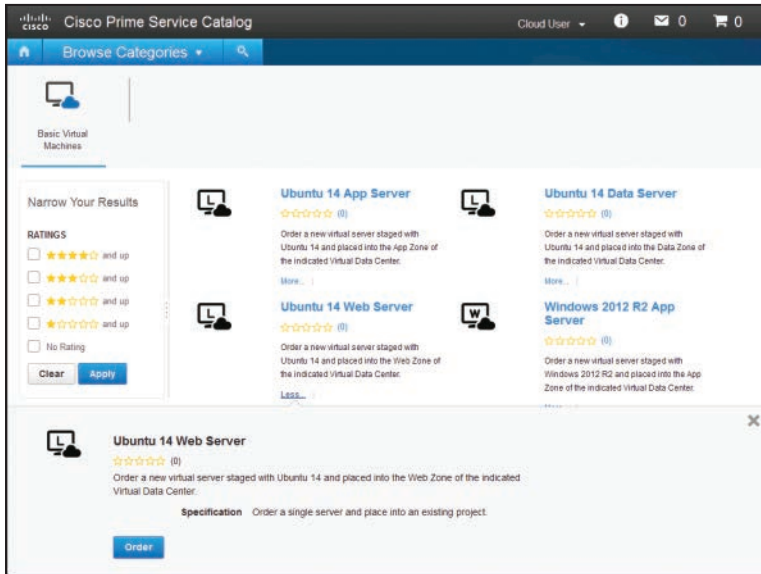 CISCO Cisco Prime Service Catalog Cloud User 0 0
Browse Categories
Basic Virtual
Machines
Narrow Your Results
RATINGS
and up
and up
and up
and up
No Rating
Clear Apply
Ubuntu 14 App Server
(0)
Order a new virtual server staged with
Ubuntu 14 and placed into the App Zone of
the indicated Virtual Data Center.
More...
Ubuntu 14 Data Server
(0)
Order a new virtual server staged with
Ubuntu 14 and placed into the Data Zone of
the indicated Virtual Data Center.
More...
Ubuntu 14 Web Server
(0)
Order a new virtual server staged with
Ubuntu 14 and placed into the Web Zone of
the indicated Virtual Data Center.
Less...
Windows 2012 R2 App
Server
(0)
Order a new virtual server staged with
Windows 2012 R2 and placed into the App
Zone of the indicated Virtual Data Center.
Ubuntu 14 Web Server
(0)
Order a new virtual server staged with Ubuntu 14 and placed into the Web Zone of the indicated
Virtual Data Center.
Specification Order a single server and place into an existing project.
Order